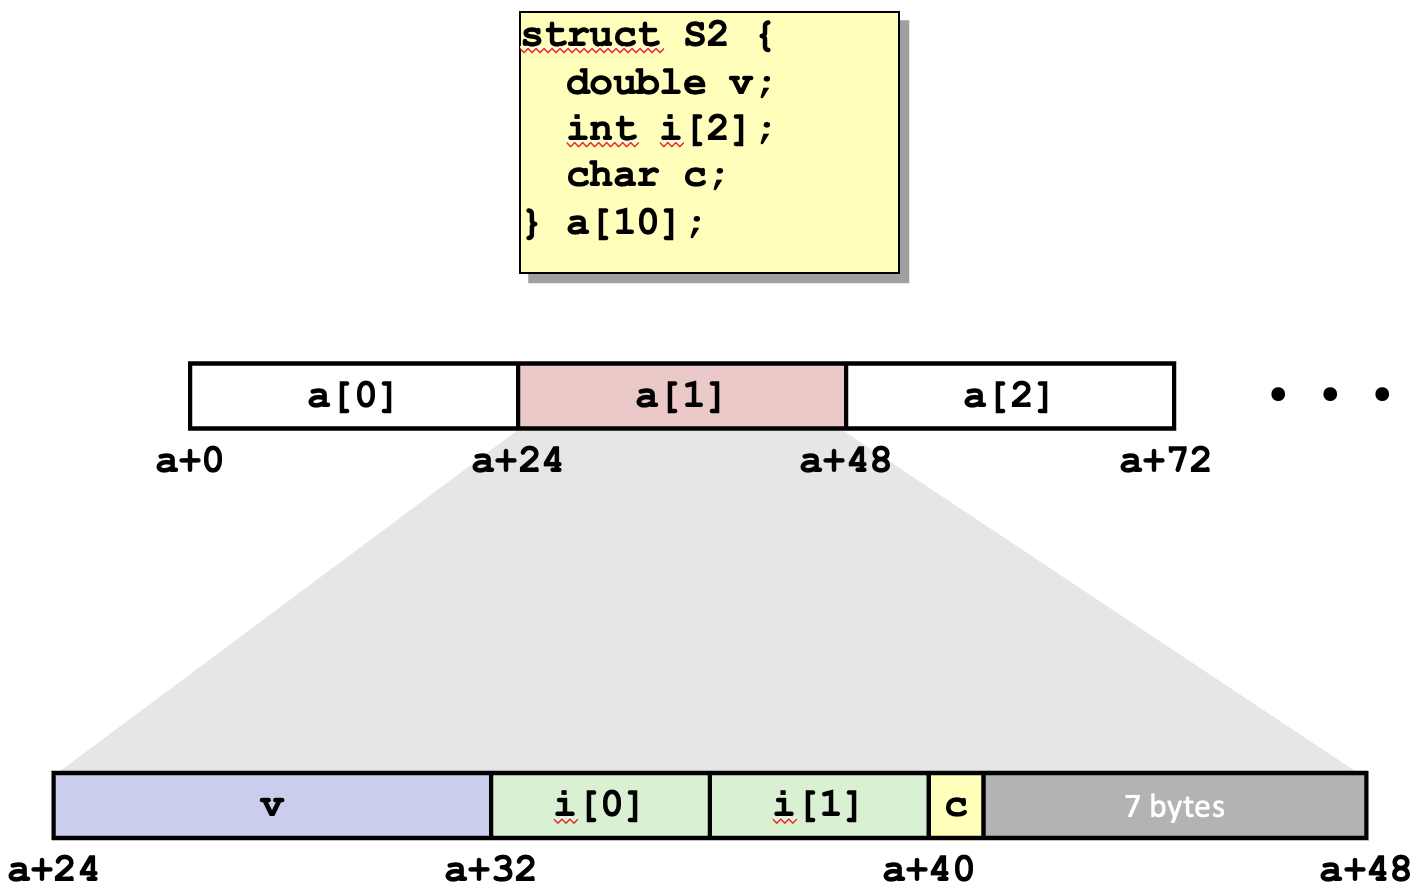 struct S2 {
  double v;
  int i[2];
  char c;
} a[10];
a[0] a[1] a[2] • • •
a+0 a+24 a+48 a+72
v i[0] i[1] c 7 bytes
a+24 a+32 a+40 a+48